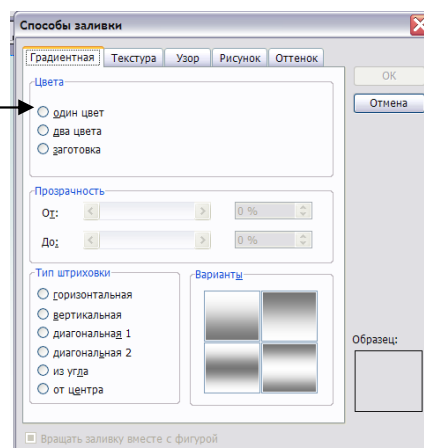 Способы заливки
Градиентная Текстура Узор Рисунок Оттенок
ОК
Отмена
Цвета
один цвет
два цвета
заготовка
Прозрачность
От: 0 %
До: 0 %
Тип штриховки
горизонтальная
вертикальная
диагональная 1
диагональная 2
из угла
от центра
Варианты
Образец:
Вращать заливку вместе с фигурой